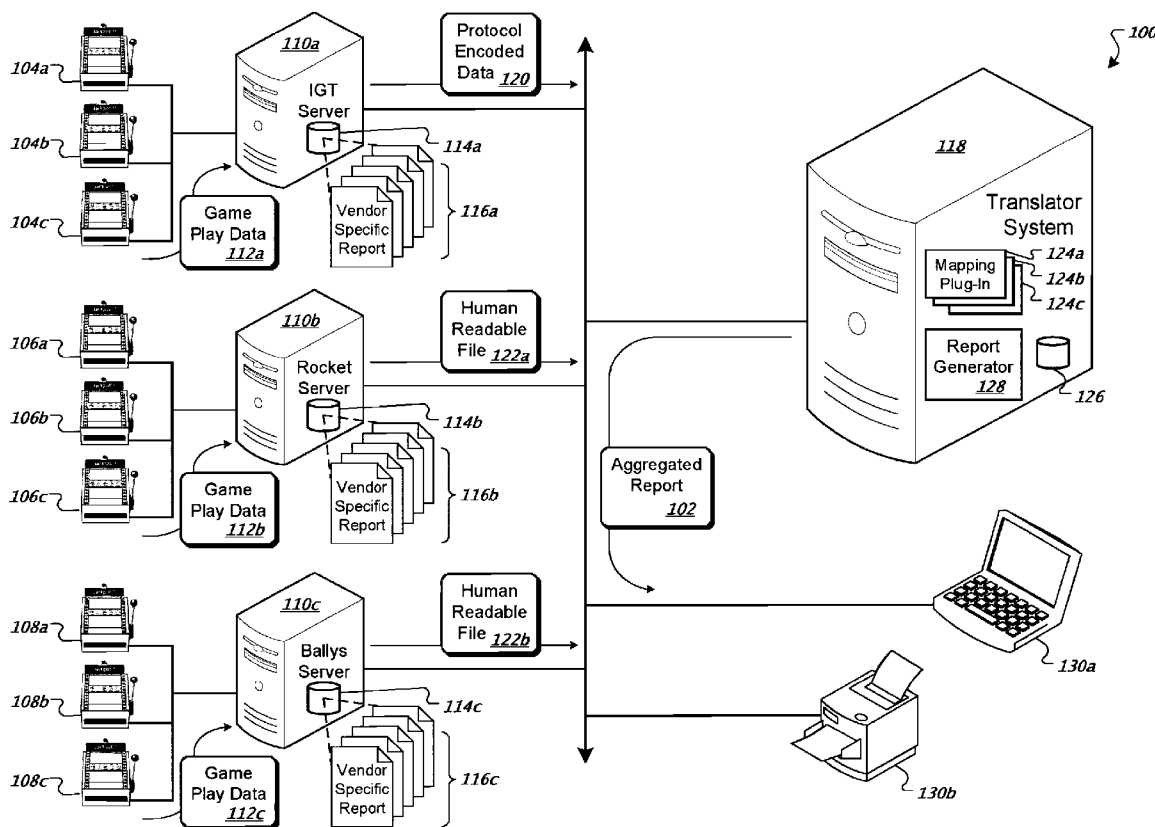 100
104a
104b
104c
110a
IGT
Server
Game
Play Data
112a
114a
Vendor
Specific
Report
116a
Protocol
Encoded
Data
120
118
Translator
System
124a
124b
124c
Mapping
Plug-In
Report
Generator
128
126
106a
106b
106c
110b
Rocket
Server
Game
Play Data
112b
114b
Vendor
Specific
Report
116b
Human
Readable
File 122a
Aggregated
Report
102
108a
108b
108c
110c
Ballys
Server
Game
Play Data
112c
114c
Vendor
Specific
Report
116c
Human
Readable
File 122b
130a
130b